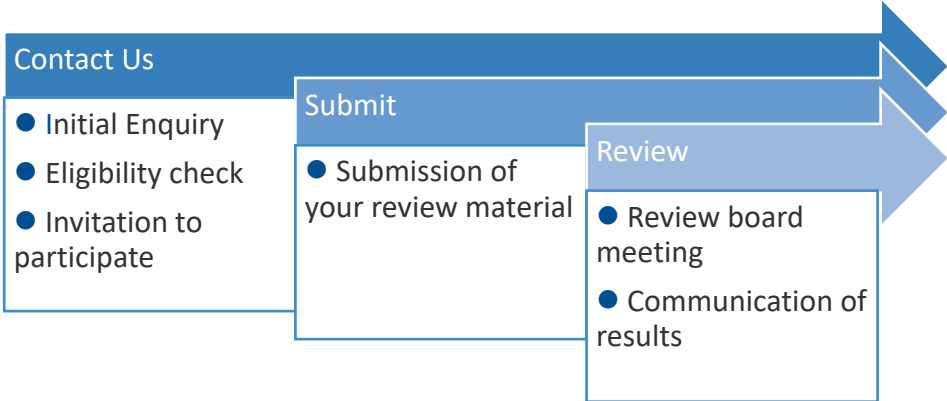 Contact Us
● Initial Enquiry
● Eligibility check
● Invitation to
participate
Submit
● Submission of
your review material
Review
● Review board
meeting
● Communication of
results